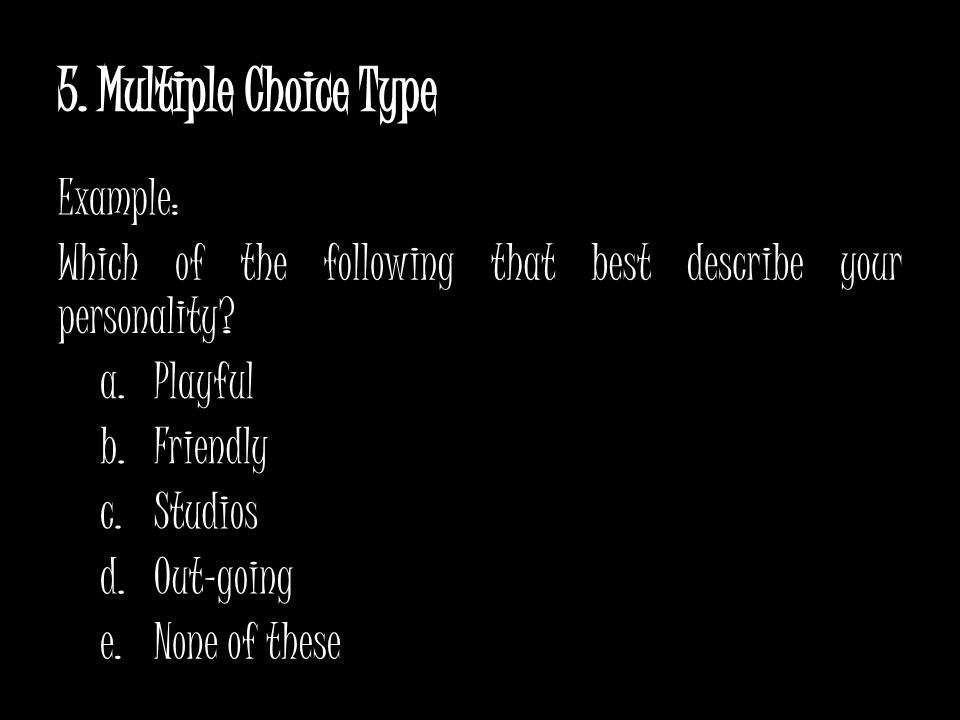 5. Multiple Choice Type
Example:
Which of the following that best describe your
personality?
a. Playful
b. Friendly
c. Studios
d. Out-going
e. None of these